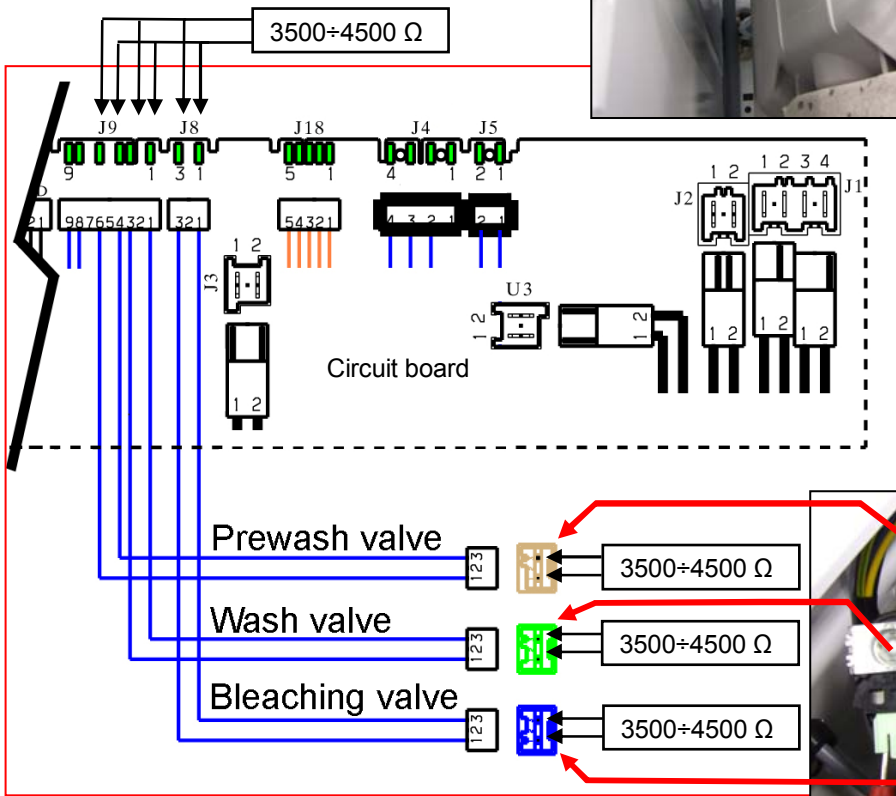 3500÷4500 Ω
J9 J8 J18 J4 J5
9 1 3 1 5 1 4 1 2 1
1 2 1 2 3 4
J2 J1
21 987654321 321 54321 4 3 2 1 2 1
1 2
J3
U3
1 2
1 2
1 2 1 2 1 2
Circuit board
1 2
Prewash valve
123
3500÷4500 Ω
Wash valve
123
3500÷4500 Ω
Bleaching valve
123
3500÷4500 Ω